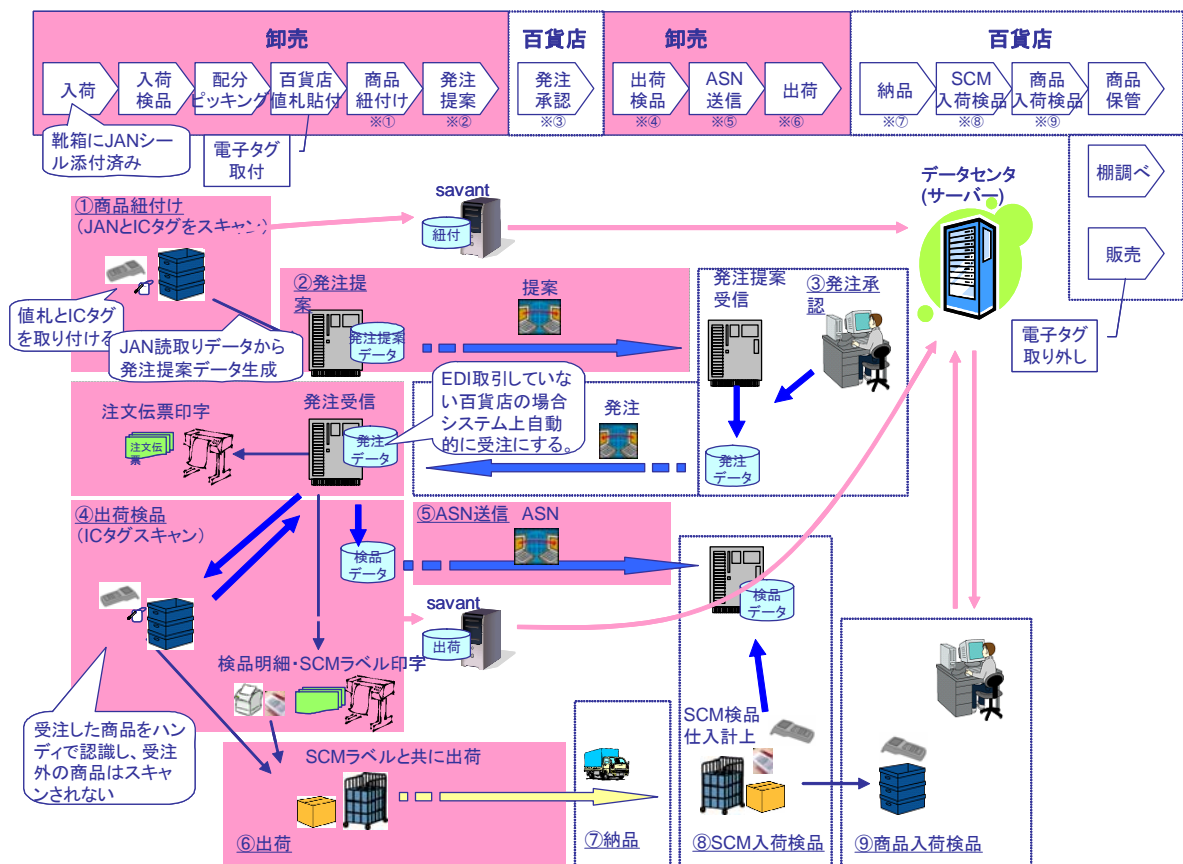 卸売
百貨店
卸売
百貨店
入荷
入荷
検品
配分
ピッキング
百貨店
値札貼付
商品
紐付け
※①
発注
提案
※②
発注
承認
※③
出荷
検品
※④
ASN
送信
※⑤
出荷
※⑥
納品
※⑦
SCM
入荷検品
※⑧
商品
入荷検品
※⑨
商品
保管
靴箱にJANシー
ル添付済み
電子タグ
取付
棚調べ
販売
電子タグ
取り外し
データセンタ
(サーバー)
savant
紐付
①商品紐付け
(JANとICタグをスキャン)
値札とICタグ
を取り付ける
JAN読取りデータから
発注提案データ生成
②発注提
案
発注提案
データ
提案
発注提案
受信
③発注承
認
発注
データ
注文伝票印字
注文伝
票
発注受信
発注
データ
EDI取引していな
い百貨店の場合
システム上自動
的に受注にする。
発注
④出荷検品
(ICタグスキャン)
検品
データ
⑤ASN送信 ASN
検品
データ
savant
出荷
検品明細・SCMラベル印字
受注した商品をハン
ディで認識し、受注
外の商品はスキャ
ンされない
SCMラベルと共に出荷
⑥出荷
⑦納品
SCM検品
仕入計上
⑧SCM入荷検品
⑨商品入荷検品